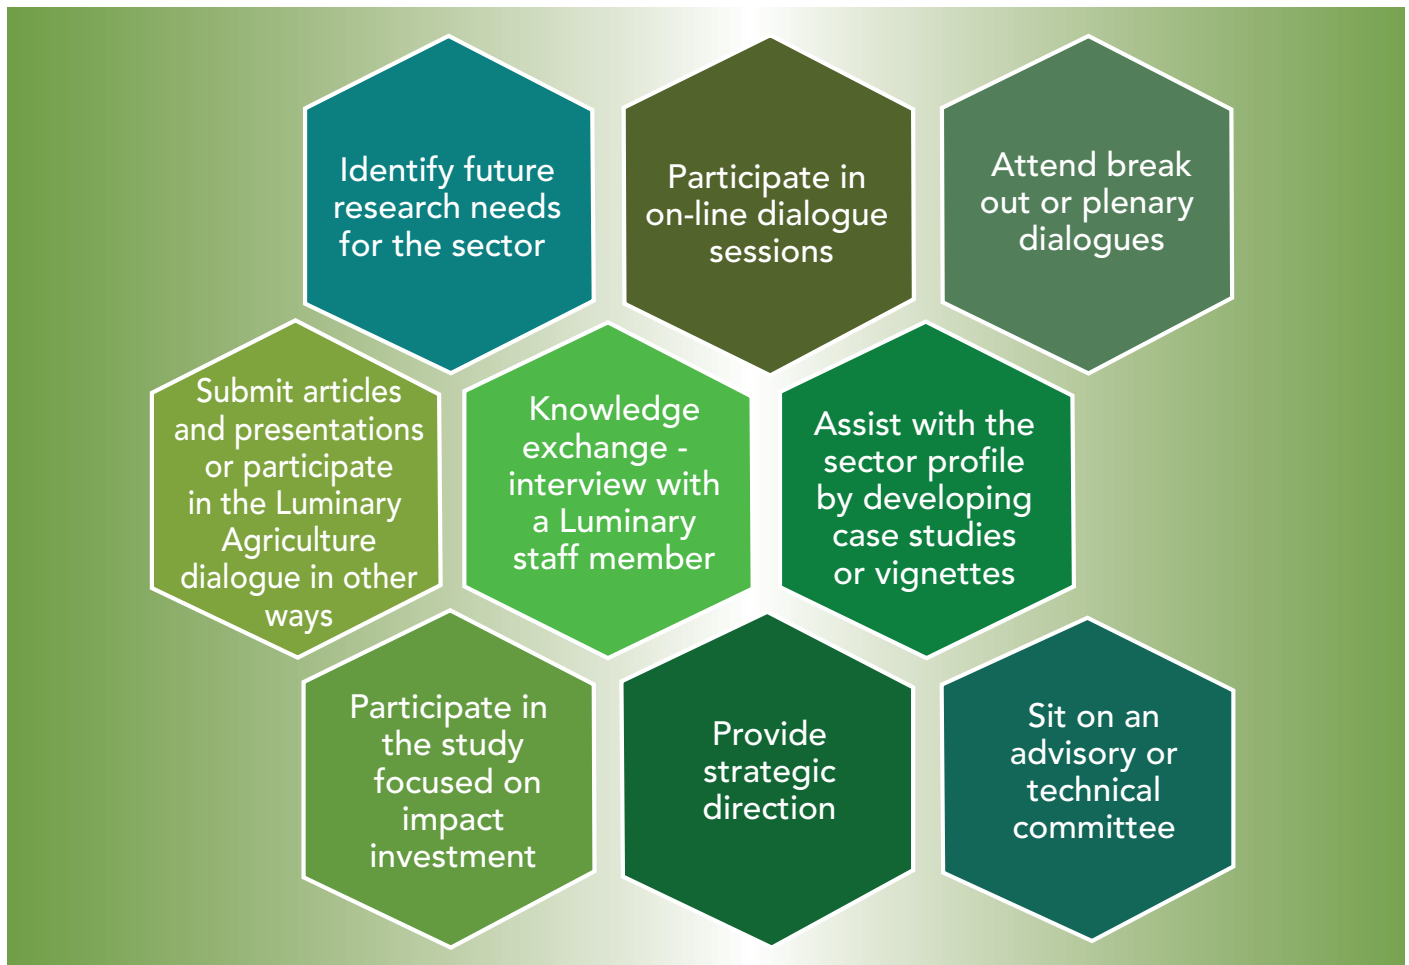 Identify future
research needs
for the sector
Participate in
on-line dialogue
sessions
Attend break
out or plenary
dialogues
Submit articles
and presentations
or participate
in the Luminary
Agriculture
dialogue in other
ways
Knowledge
exchange -
interview with
a Luminary
staff member
Assist with the
sector profile
by developing
case studies
or vignettes
Participate in
the study
focused on
impact
investment
Provide
strategic
direction
Sit on an
advisory or
technical
committee